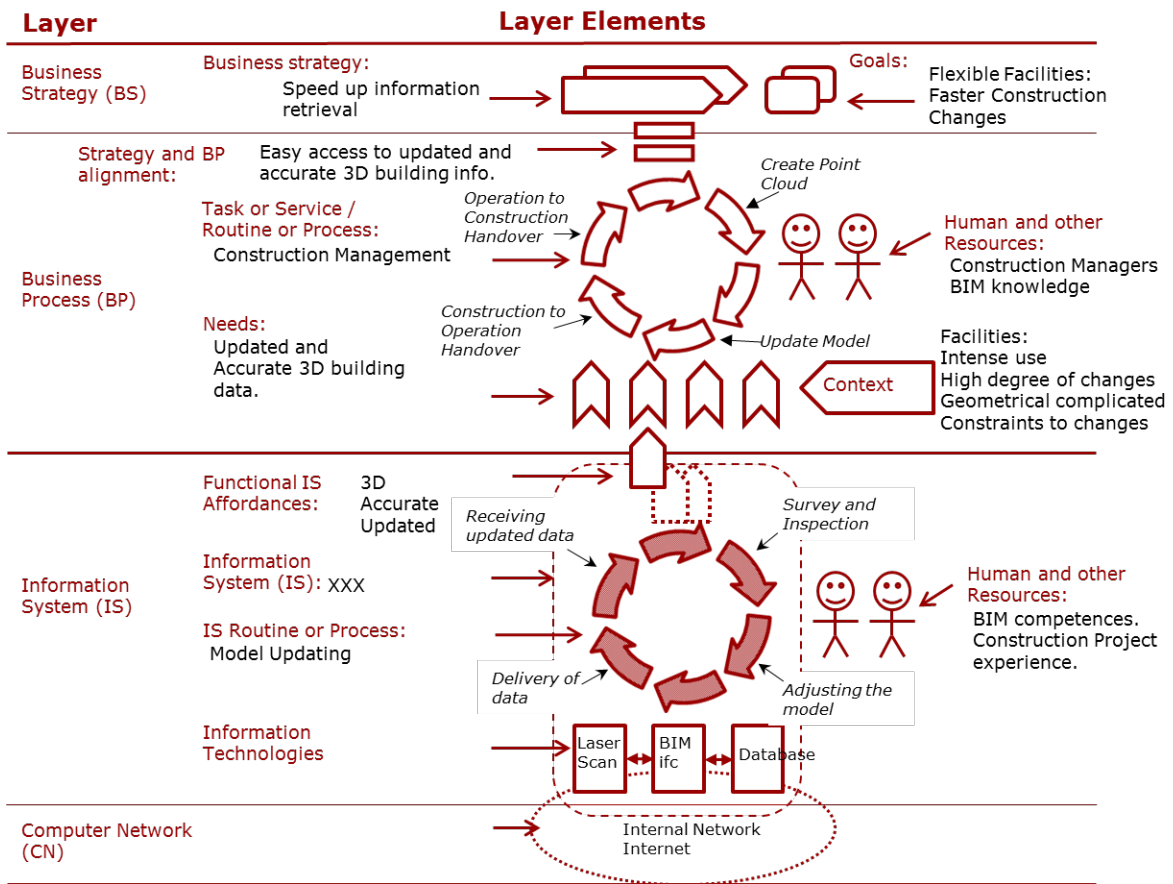 Layer
Layer Elements
Business
Strategy (BS)
Business strategy:
Speed up information
retrieval
Goals:
Flexible Facilities:
Faster Construction
Changes
Strategy and BP
alignment:
Easy access to updated and
accurate 3D building info.
Create Point
Cloud
Operation to
Construction
Handover
Task or Service /
Routine or Process:
Construction Management
Human and other
Resources:
Construction Managers
BIM knowledge
Business
Process (BP)
Needs:
Updated and
Accurate 3D building
data.
Construction to
Operation
Handover
Update Model
Context
Facilities:
Intense use
High degree of changes
Geometrical complicated
Constraints to changes
Functional IS
Affordances:
3D
Accurate
Updated
Receiving
updated data
Survey and
Inspection
Information
System (IS)
Information
System (IS): XXX
Human and other
Resources:
BIM competences.
Construction Project
experience.
IS Routine or Process:
Model Updating
Delivery of
data
Adjusting the
model
Information
Technologies
Laser
Scan
BIM
ifc
Database
Computer Network
(CN)
Internal Network
Internet